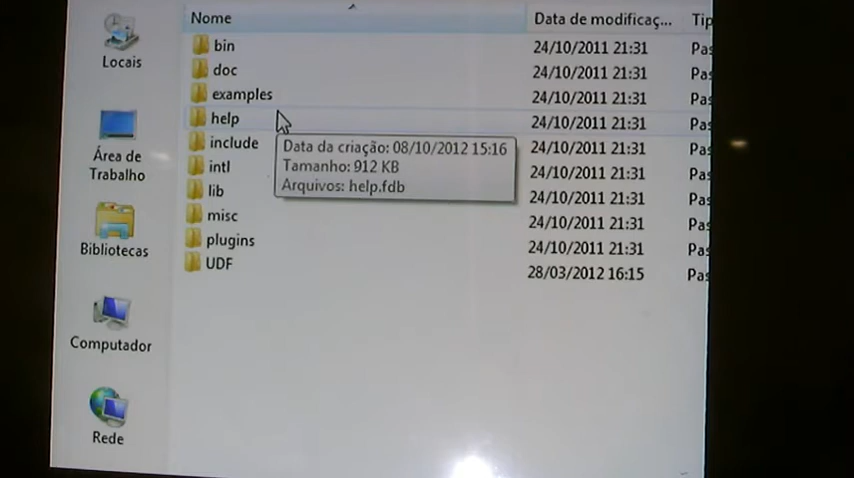 Nome Data de modificaç... Tip
bin 24/10/2011 21:31 Pas
doc 24/10/2011 21:31 Pas
examples 24/10/2011 21:31 Pas
help 24/10/2011 21:31 Pas
include 24/10/2011 21:31 Pas
intl 24/10/2011 21:31 Pas
lib 24/10/2011 21:31 Pas
misc 24/10/2011 21:31 Pas
plugins 24/10/2011 21:31 Pas
UDF 28/03/2012 16:15 Pas
Data da criação: 08/10/2012 15:16
Tamanho: 912 KB
Arquivos: help.fdb
Locais
Área de
Trabalho
Bibliotecas
Computador
Rede